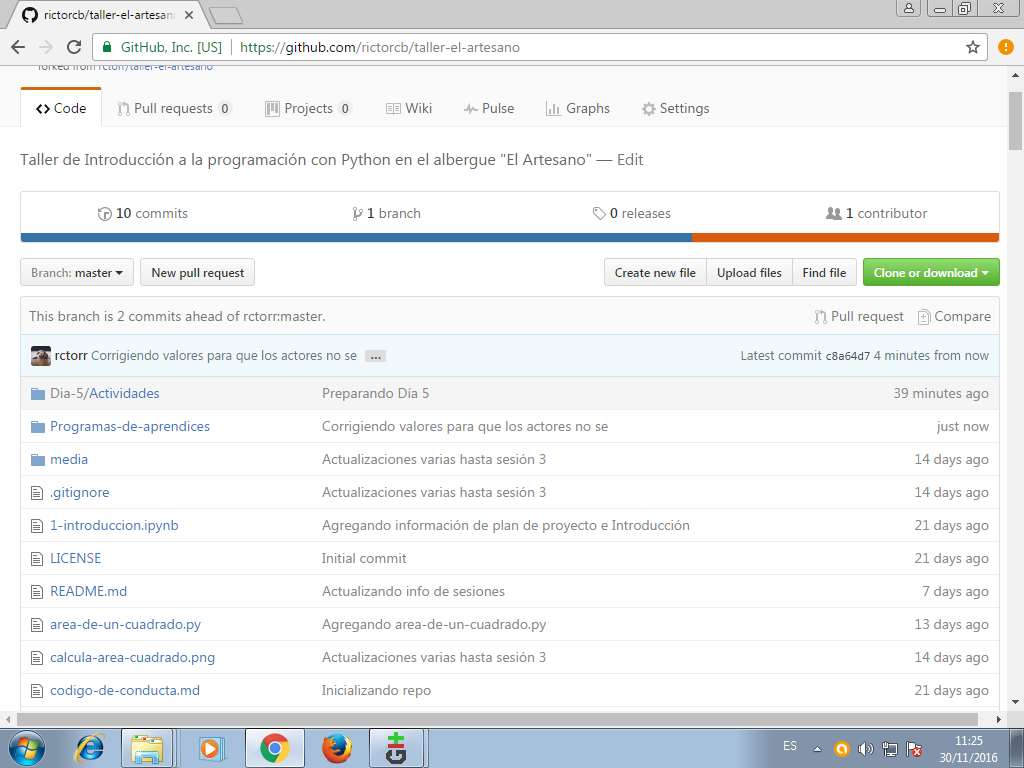 rictorcb/taller-el-artesano
GitHub, Inc. [US] https://github.com/rictorcb/taller-el-artesano
forked from rctorr/taller-el-artesano
Code Pull requests 0 Projects 0 Wiki Pulse Graphs Settings
Taller de Introducción a la programación con Python en el albergue "El Artesano" — Edit
10 commits 1 branch 0 releases 1 contributor
Branch: master New pull request Create new file Upload files Find file Clone or download
This branch is 2 commits ahead of rctorr:master. Pull request Compare
rctorr Corrigiendo valores para que los actores no se ... Latest commit c8a64d7 4 minutes from now
Dia-5/Actividades Preparando Día 5 39 minutes ago
Programas-de-aprendices Corrigiendo valores para que los actores no se just now
media Actualizaciones varias hasta sesión 3 14 days ago
.gitignore Actualizaciones varias hasta sesión 3 14 days ago
1-introduccion.ipynb Agregando información de plan de proyecto e Introducción 21 days ago
LICENSE Initial commit 21 days ago
README.md Actualizando info de sesiones 7 days ago
area-de-un-cuadrado.py Agregando area-de-un-cuadrado.py 13 days ago
calcula-area-cuadrado.png Actualizaciones varias hasta sesión 3 14 days ago
codigo-de-conducta.md Inicializando repo 21 days ago
ES 11:25
30/11/2016